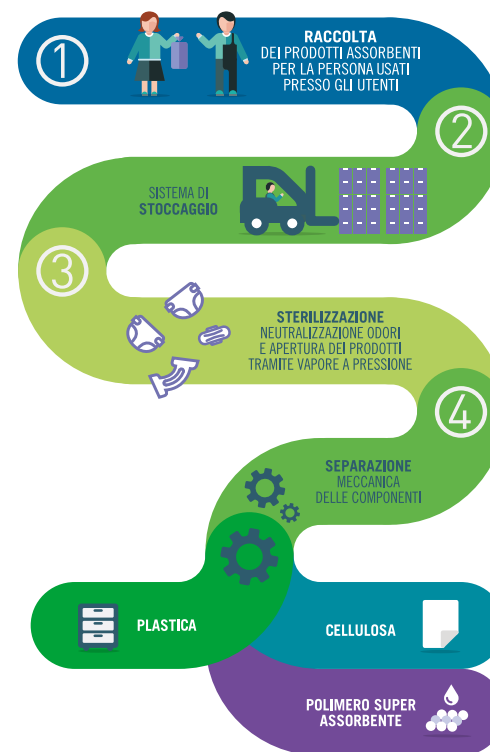 1
RACCOLTA
DEI PRODOTTI ASSORBENTI
PER LA PERSONA USATI
PRESSO GLI UTENTI
2
SISTEMA DI
STOCCAGGIO
3
STERILIZZAZIONE
NEUTRALIZZAZIONE ODORI
E APERTURA DEI PRODOTTI
TRAMITE VAPORE A PRESSIONE
4
SEPARAZIONE
MECCANICA
DELLE COMPONENTI
PLASTICA
CELLULOSA
POLIMERO SUPER
ASSORBENTE